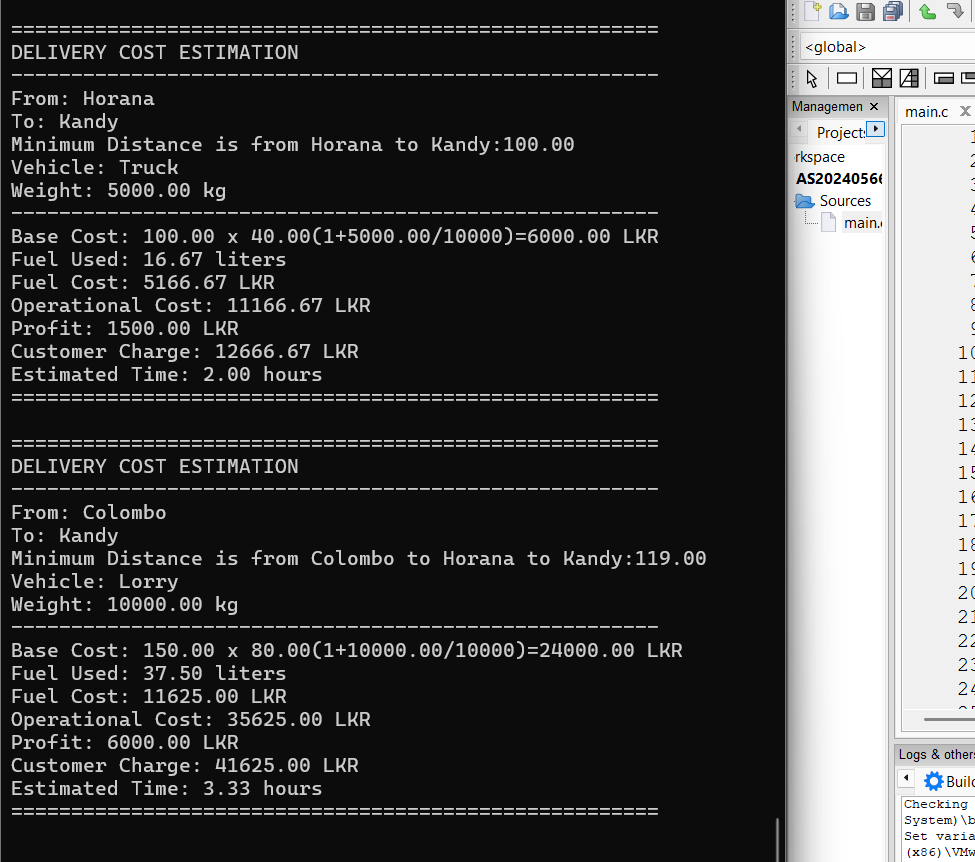 ======================================================
DELIVERY COST ESTIMATION
------------------------------------------------------
From: Horana
To: Kandy
Minimum Distance is from Horana to Kandy:100.00
Vehicle: Truck
Weight: 5000.00 kg
------------------------------------------------------
Base Cost: 100.00 x 40.00(1+5000.00/10000)=6000.00 LKR
Fuel Used: 16.67 liters
Fuel Cost: 5166.67 LKR
Operational Cost: 11166.67 LKR
Profit: 1500.00 LKR
Customer Charge: 12666.67 LKR
Estimated Time: 2.00 hours
======================================================
======================================================
DELIVERY COST ESTIMATION
------------------------------------------------------
From: Colombo
To: Kandy
Minimum Distance is from Colombo to Horana to Kandy:119.00
Vehicle: Lorry
Weight: 10000.00 kg
------------------------------------------------------
Base Cost: 150.00 x 80.00(1+10000.00/10000)=24000.00 LKR
Fuel Used: 37.50 liters
Fuel Cost: 11625.00 LKR
Operational Cost: 35625.00 LKR
Profit: 6000.00 LKR
Customer Charge: 41625.00 LKR
Estimated Time: 3.33 hours
======================================================
<global>
Managemen
Projects
rkspace
AS20240566
Sources
main.c
main.c
1
2
3
4
5
6
7
8
9
10
11
12
13
14
15
16
17
18
19
20
21
22
23
24
Logs & others
Build
Checking
System)\b
Set varia
(x86)\VMw